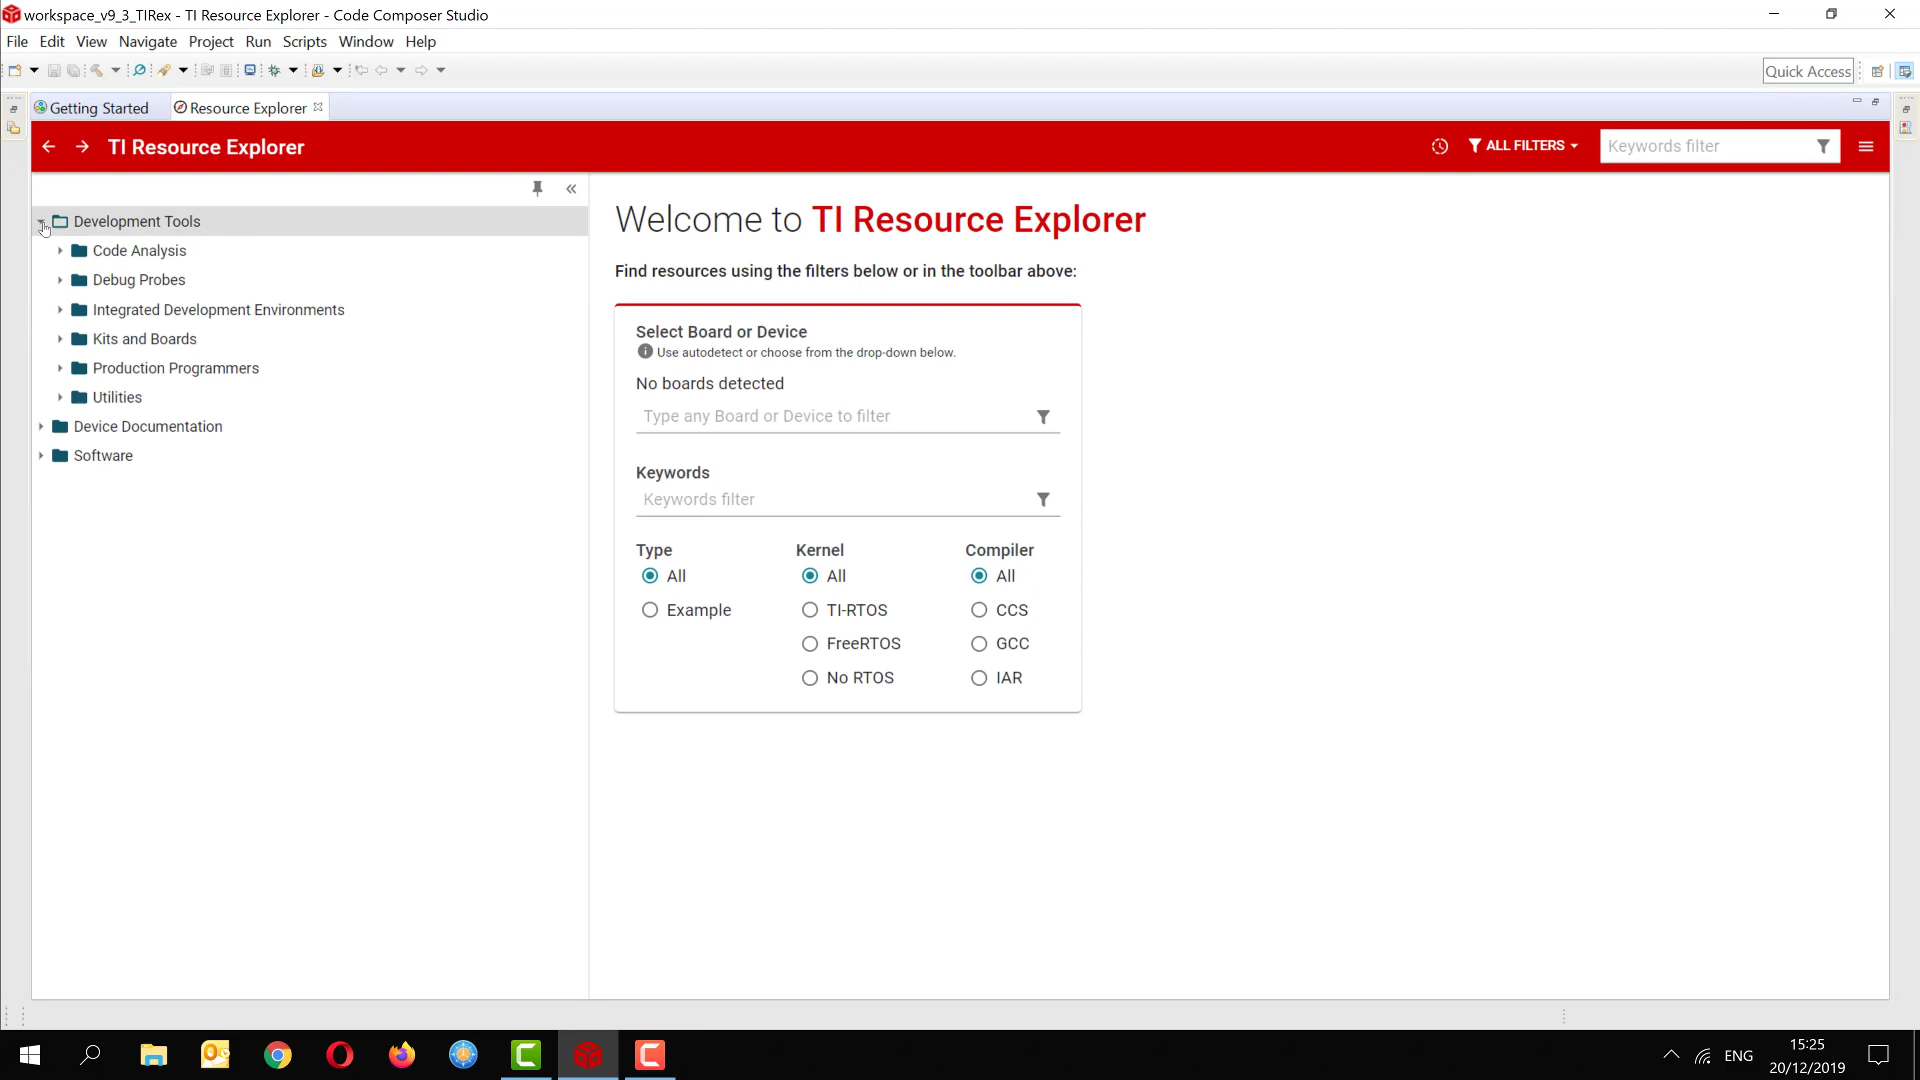 workspace_v9_3_TIRex - TI Resource Explorer - Code Composer Studio
File Edit View Navigate Project Run Scripts Window Help
Quick Access
Getting Started Resource Explorer
TI Resource Explorer ALL FILTERS Keywords filter
Development Tools
Code Analysis
Debug Probes
Integrated Development Environments
Kits and Boards
Production Programmers
Utilities
Device Documentation
Software
Welcome to TI Resource Explorer
Find resources using the filters below or in the toolbar above:
Select Board or Device
Use autodetect or choose from the drop-down below.
No boards detected
Type any Board or Device to filter
Keywords
Keywords filter
Type Kernel Compiler
All All All
Example TI-RTOS CCS
FreeRTOS GCC
No RTOS IAR
ENG
15:25
20/12/2019